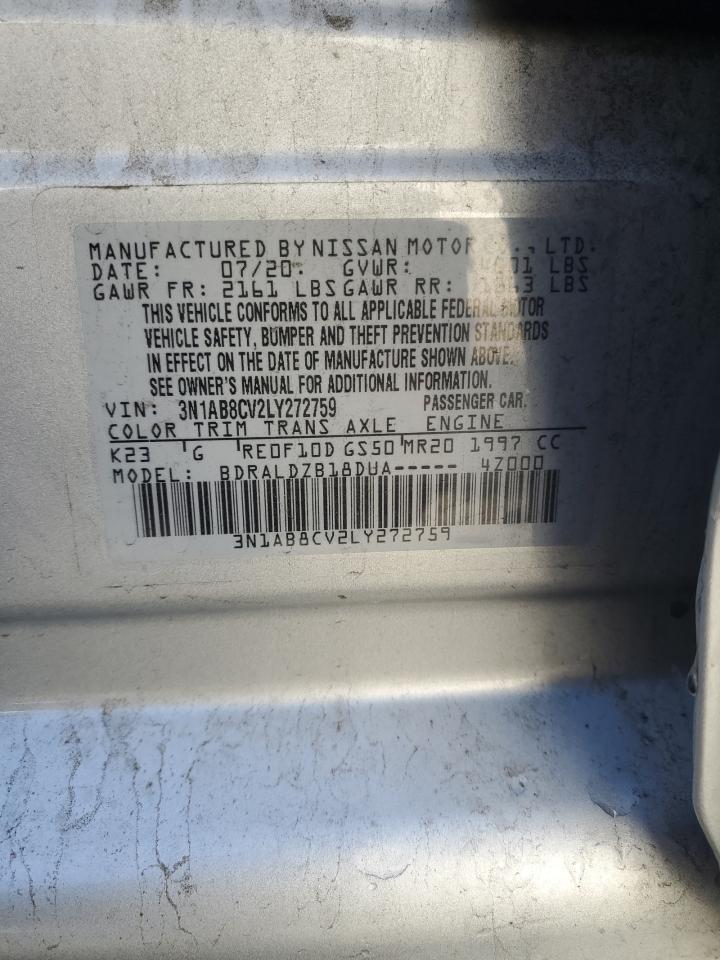 MANUFACTURED BY NISSAN MOTOR LTD.
DATE: 07/20 GVWR: LBS
GAWR FR: 2161 LBS GAWR RR: LBS
THIS VEHICLE CONFORMS TO ALL APPLICABLE FEDERAL MOTOR
VEHICLE SAFETY, BUMPER AND THEFT PREVENTION STANDARDS
IN EFFECT ON THE DATE OF MANUFACTURE SHOWN ABOVE.
SEE OWNER'S MANUAL FOR ADDITIONAL INFORMATION.
VIN: 3N1AB8CV2LY272759 PASSENGER CAR.
COLOR TRIM TRANS AXLE ENGINE
K23 G RE0F10D GS50 MR20 1997 CC
MODEL: BDRALDZB18DUA----- 4Z000
3N1AB8CV2LY272759